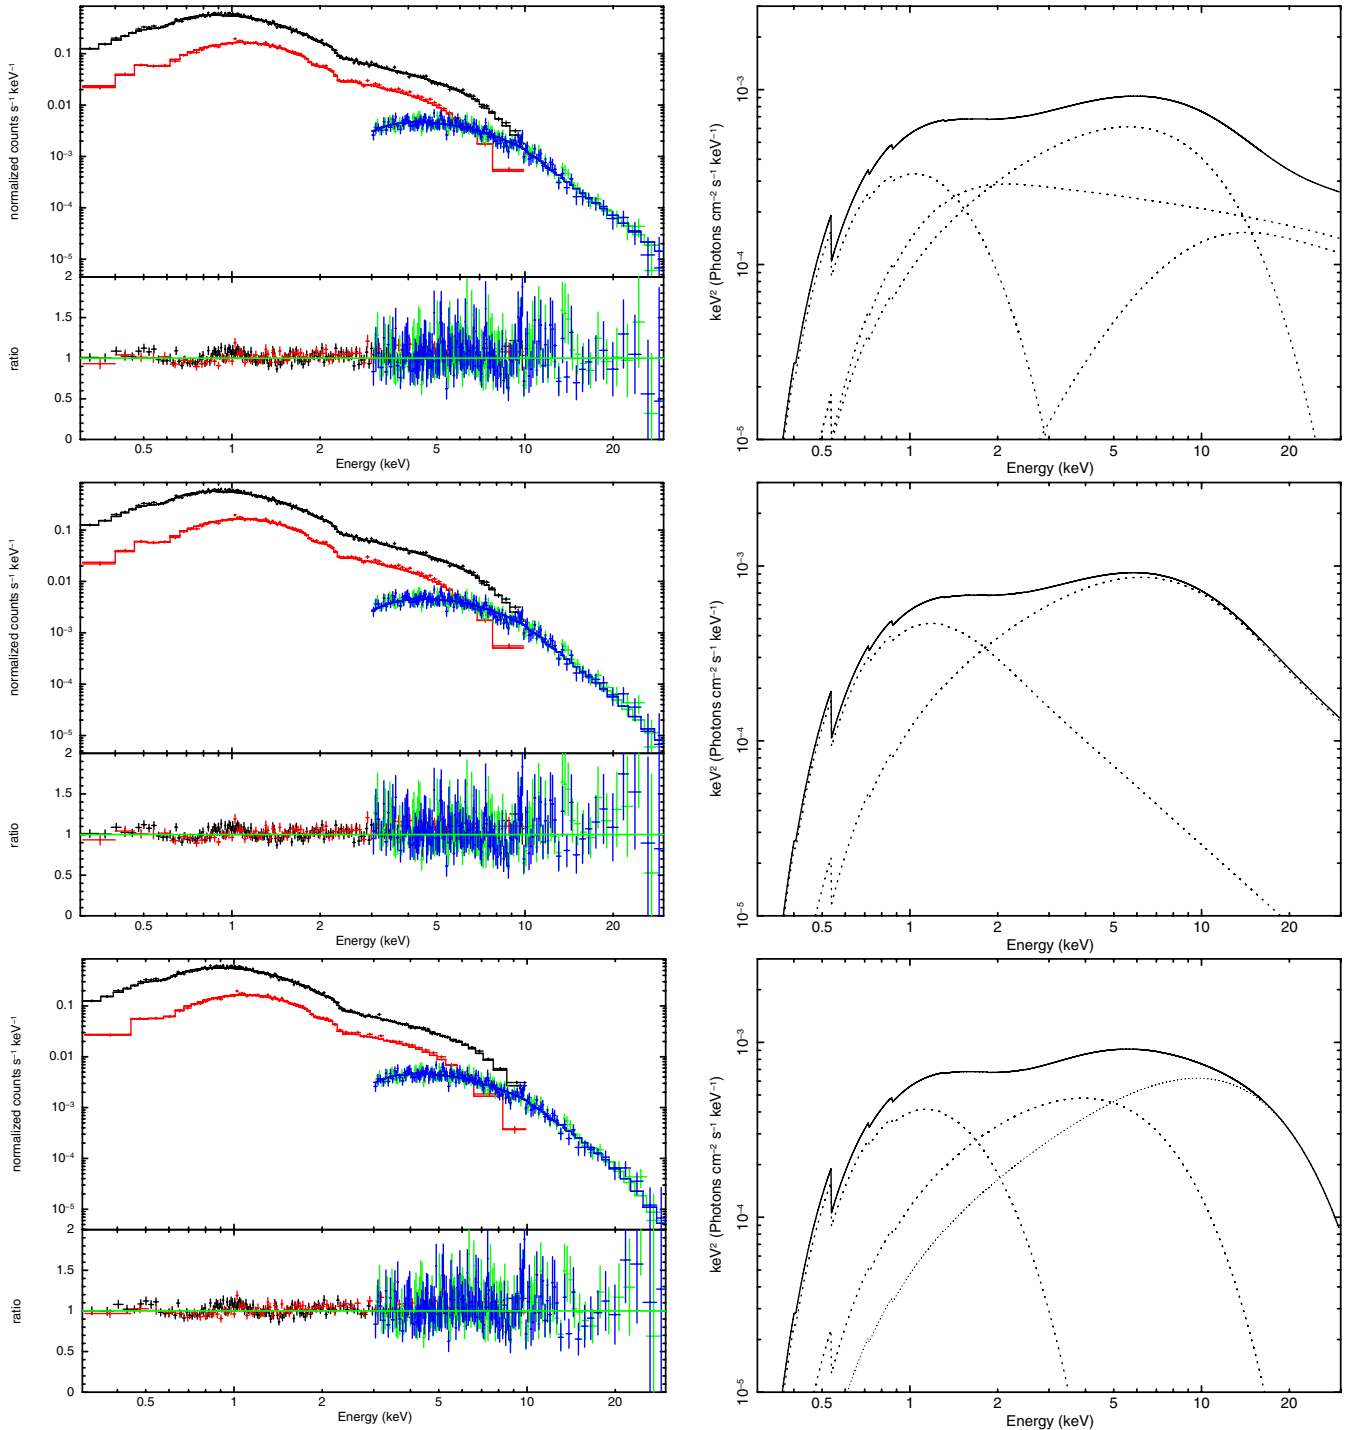 normalized counts s⁻¹ keV⁻¹
0.1
0.01
10⁻³
10⁻⁴
10⁻⁵
ratio
2
1.5
1
0.5
0
0.5 1 2 5 10 20
Energy (keV)
keV² (Photons cm⁻² s⁻¹ keV⁻¹)
10⁻³
10⁻⁴
10⁻⁵
0.5 1 2 5 10 20
Energy (keV)
normalized counts s⁻¹ keV⁻¹
0.1
0.01
10⁻³
10⁻⁴
10⁻⁵
ratio
2
1.5
1
0.5
0
0.5 1 2 5 10 20
Energy (keV)
keV² (Photons cm⁻² s⁻¹ keV⁻¹)
10⁻³
10⁻⁴
10⁻⁵
0.5 1 2 5 10 20
Energy (keV)
normalized counts s⁻¹ keV⁻¹
0.1
0.01
10⁻³
10⁻⁴
10⁻⁵
ratio
2
1.5
1
0.5
0
0.5 1 2 5 10 20
Energy (keV)
keV² (Photons cm⁻² s⁻¹ keV⁻¹)
10⁻³
10⁻⁴
10⁻⁵
0.5 1 2 5 10 20
Energy (keV)